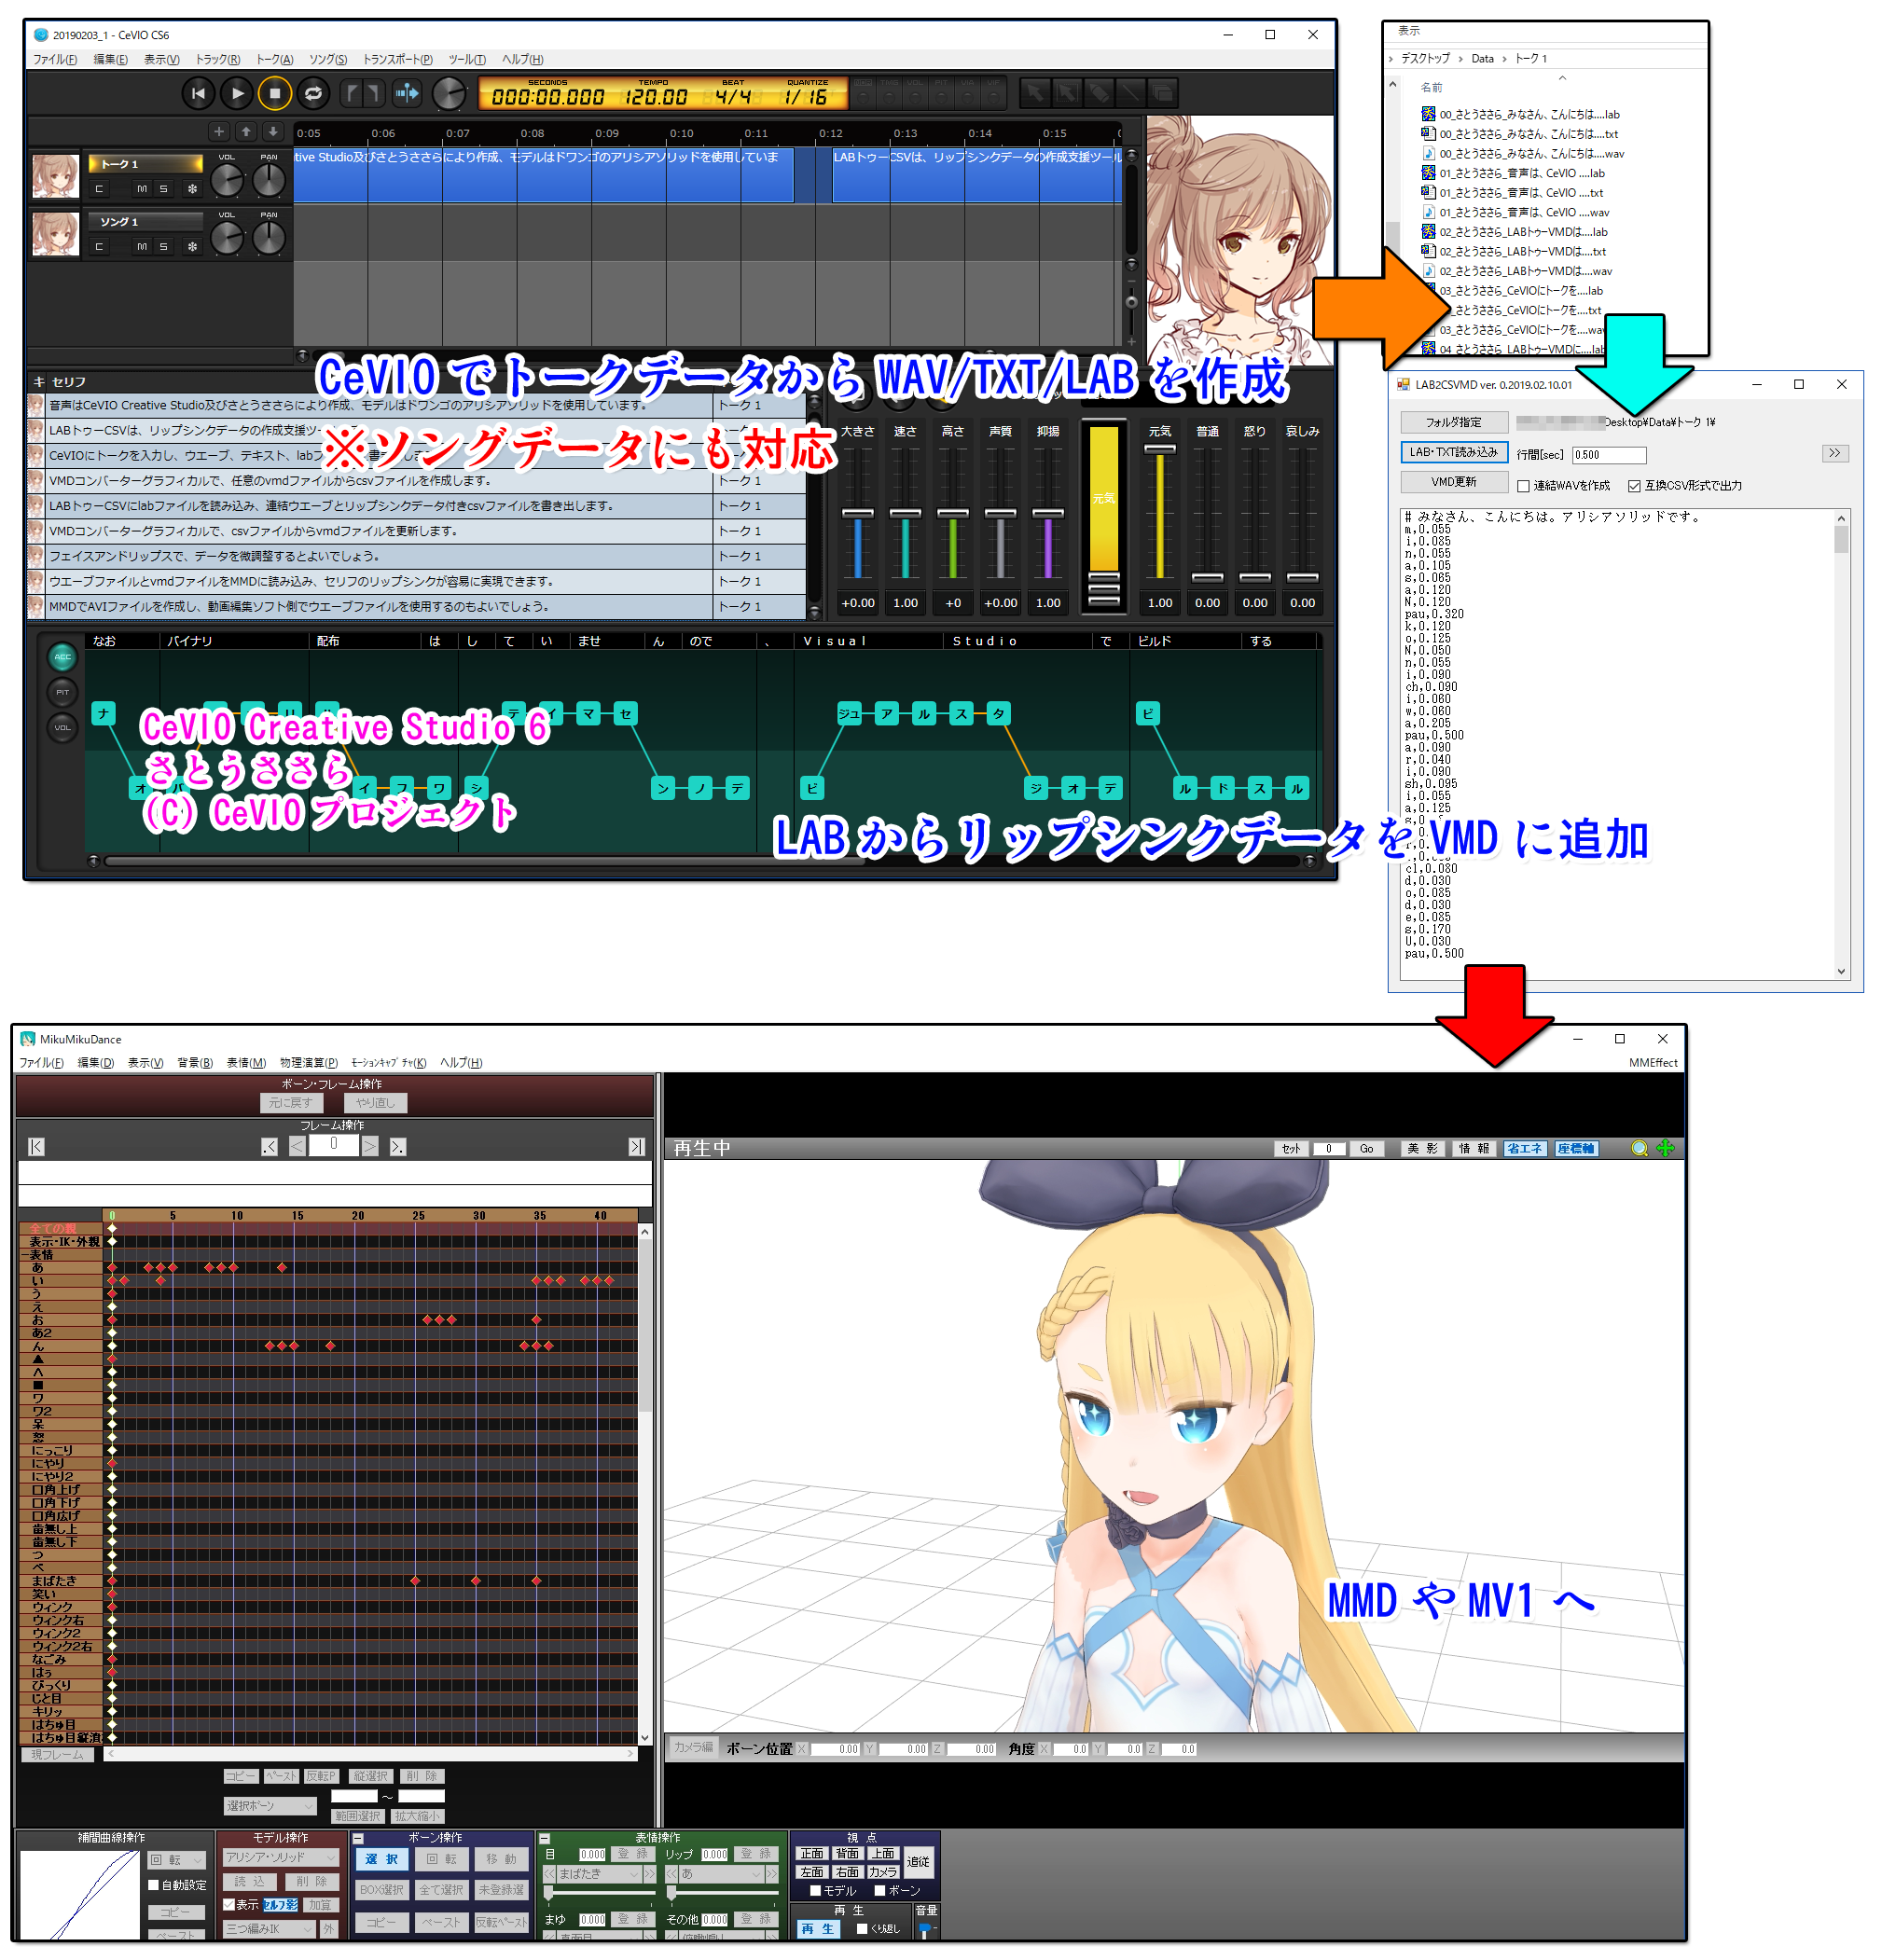 20190203_1 - CeVIO CS6
ファイル(F) 編集(E) 表示(V) トラック(R) トーク(A) ソング(S) トランスポート(P) ツール(T) ヘルプ(H)
SECONDS TEMPO BEAT QUANTIZE
000:00.000 120.00 4/4 1/16
0:05 0:06 0:07 0:08 0:09 0:10 0:11 0:12 0:13 0:14 0:15
トーク 1 VOL PAN
C M S
tive Studio及びさとうささらにより作成、モデルはドワンゴのアリシアソリッドを使用していま
LABトゥーCSVは、リップシンクデータの作成支援ツール
ソング 1 VOL PAN
C M S
CeVIOでトークデータからWAV/TXT/LABを作成
※ソングデータにも対応
キ セリフ
音声はCeVIO Creative Studio及びさとうささらにより作成、モデルはドワンゴのアリシアソリッドを使用しています。 トーク 1
LABトゥーCSVは、リップシンクデータの作成支援ツー
CeVIOにトークを入力し、ウエーブ、テキスト、labフ
VMDコンバーターグラフィカルで、任意のvmdファイルからcsvファイルを作成します。 トーク 1
LABトゥーCSVにlabファイルを読み込み、連結ウエーブとリップシンクデータ付きcsvファイルを書き出します。 トーク 1
VMDコンバーターグラフィカルで、csvファイルからvmdファイルを更新します。 トーク 1
フェイスアンドリップスで、データを微調整するとよいでしょう。 トーク 1
ウエーブファイルとvmdファイルをMMDに読み込み、セリフのリップシンクが容易に実現できます。 トーク 1
MMDでAVIファイルを作成し、動画編集ソフト側でウエーブファイルを使用するのもよいでしょう。 トーク 1
大きさ 速さ 高さ 声質 抑揚 元気 普通 怒り 哀しみ
元気
+0.00 1.00 +0 +0.00 1.00 1.00 0.00 0.00 0.00
ACC
PIT
VOL
なお バイナリ 配布 は し て い ませ ん ので 、 Visual Studio で ビルド する
ナ テ イ マ セ ジュ ア ル ス タ ビ
オ バ イ フ ワ シ ン ノ デ ビ ジ オ デ ル ド ス ル
CeVIO Creative Studio 6
さとうささら
(C) CeVIOプロジェクト
表示
デスクトップ › Data › トーク 1
名前
00_さとうささら_みなさん、こんにちは....lab
00_さとうささら_みなさん、こんにちは....txt
00_さとうささら_みなさん、こんにちは....wav
01_さとうささら_音声は、CeVIO ....lab
01_さとうささら_音声は、CeVIO ....txt
01_さとうささら_音声は、CeVIO ....wav
02_さとうささら_LABトゥーVMDは....lab
02_さとうささら_LABトゥーVMDは....txt
02_さとうささら_LABトゥーVMDは....wav
03_さとうささら_CeVIOにトークを....lab
_さとうささら_CeVIOにトークを....txt
03_さとうささら_CeVIOにトークを....wav
04_さとうささら_LABトゥーVMDに....lab
LAB2CSVMD ver. 0.2019.02.10.01
フォルダ指定 Desktop¥Data¥トーク 1¥
LAB・TXT読み込み 行間[sec] 0.500 >>
VMD更新 連結WAVを作成 互換CSV形式で出力
# みなさん、こんにちは。アリシアソリッドです。
m,0.055
i,0.085
n,0.055
a,0.105
s,0.065
a,0.120
N,0.120
pau,0.320
k,0.120
o,0.125
N,0.050
n,0.055
i,0.090
ch,0.090
i,0.060
w,0.060
a,0.205
pau,0.500
a,0.090
r,0.040
i,0.090
sh,0.095
i,0.055
a,0.125
cl,0.080
d,0.030
o,0.085
d,0.030
e,0.085
s,0.170
U,0.030
pau,0.500
LABからリップシンクデータをVMDに追加
MikuMikuDance
ファイル(F) 編集(D) 表示(V) 背景(B) 表情(M) 物理演算(P) モーションキャプチャ(K) ヘルプ(H) MMEffect
ボーン・フレーム操作
元に戻す やり直し
フレーム操作
0
再生中 セット 0 Go 美 影 情 報 省エネ 座標軸
0 5 10 15 20 25 30 35 40
全ての親
表示・IK・外観
表情
あ
い
う
え
お
あ2
ん
▲
∧
■
ワ
ワ2
呆
怒
にっこり
にやり
にやり2
口角上げ
口角下げ
口角広げ
歯無し上
歯無し下
つ
ぺ
まばたき
笑い
ウィンク
ウィンク右
ウィンク2
ウィンク2右
なごみ
はぅ
びっくり
じと目
キリッ
はちゅ目
はちゅ目縦潰
現フレーム
MMDやMV1へ
カメラ編 ボーン位置 X 0.00 Y 0.00 Z 0.00 角度 X 0.0 Y 0.0 Z 0.0
コピー ペースト 反転P 縦選択 削 除
選択ボーン ～
範囲選択 拡大縮小
補間曲線操作
回 転
自動設定
コピー
ペースト
モデル操作
アリシア・ソリッド
読 込 削 除
表示 セルフ影 加算
三つ編みIK 外
ボーン操作
選 択 回 転 移 動
BOX選択 全て選択 未登録選
コピー ペースト 反転ペースト
表情操作
目 0.000 登 録 リップ 0.000 登 録
まばたき あ
まゆ 0.000 登 録 その他 0.000 登 録
真面目
視 点
正面 背面 上面 追従
左面 右面 カメラ
モデル ボーン
再 生 音量
再 生 くり返し